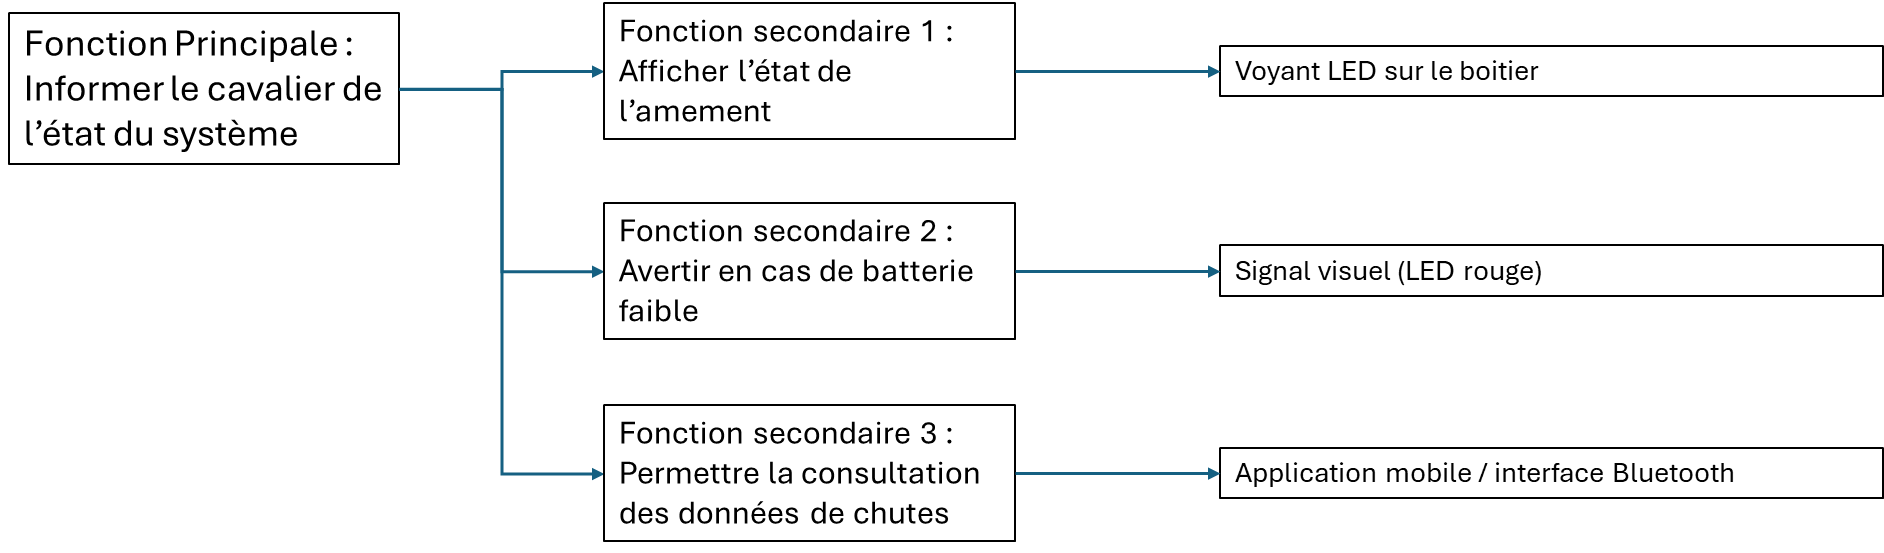 Fonction Principale :
Informer le cavalier de
l’état du système
Fonction secondaire 1 :
Afficher l’état de
l’amement
Voyant LED sur le boitier
Fonction secondaire 2 :
Avertir en cas de batterie
faible
Signal visuel (LED rouge)
Fonction secondaire 3 :
Permettre la consultation
des données de chutes
Application mobile / interface Bluetooth